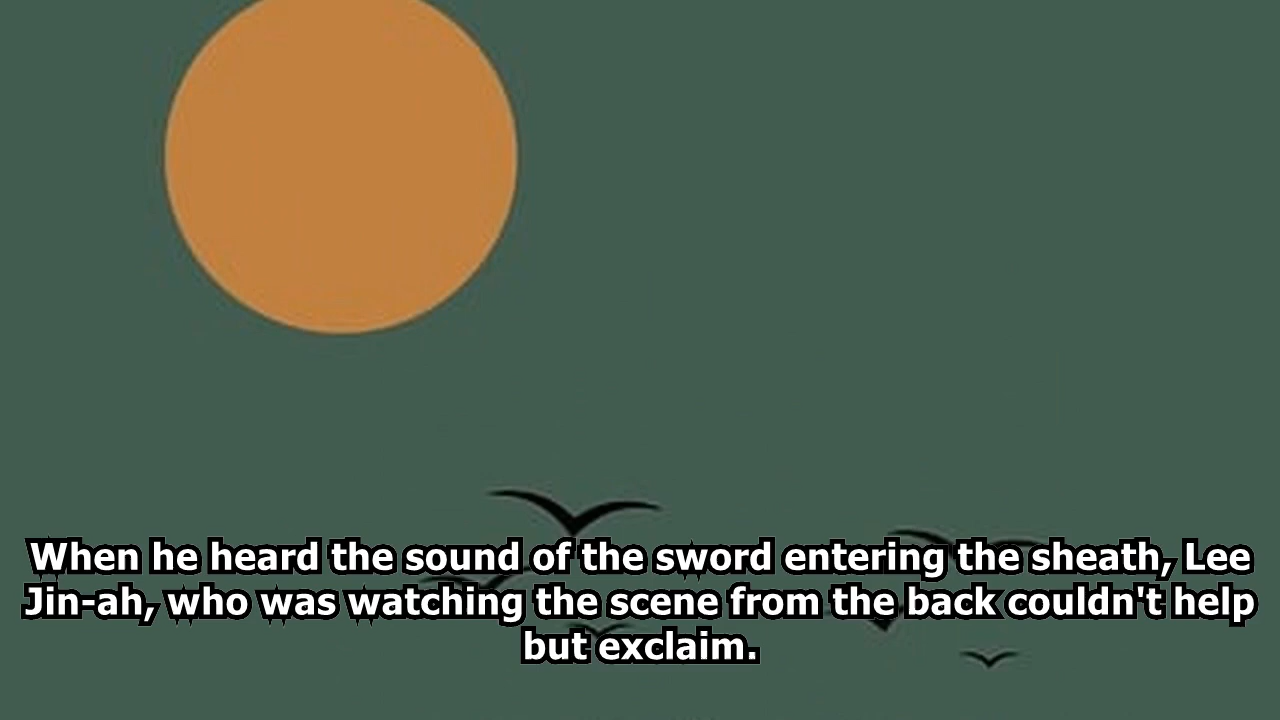 When he heard the sound of the sword entering the sheath, Lee
Jin-ah, who was watching the scene from the back couldn't help
but exclaim.